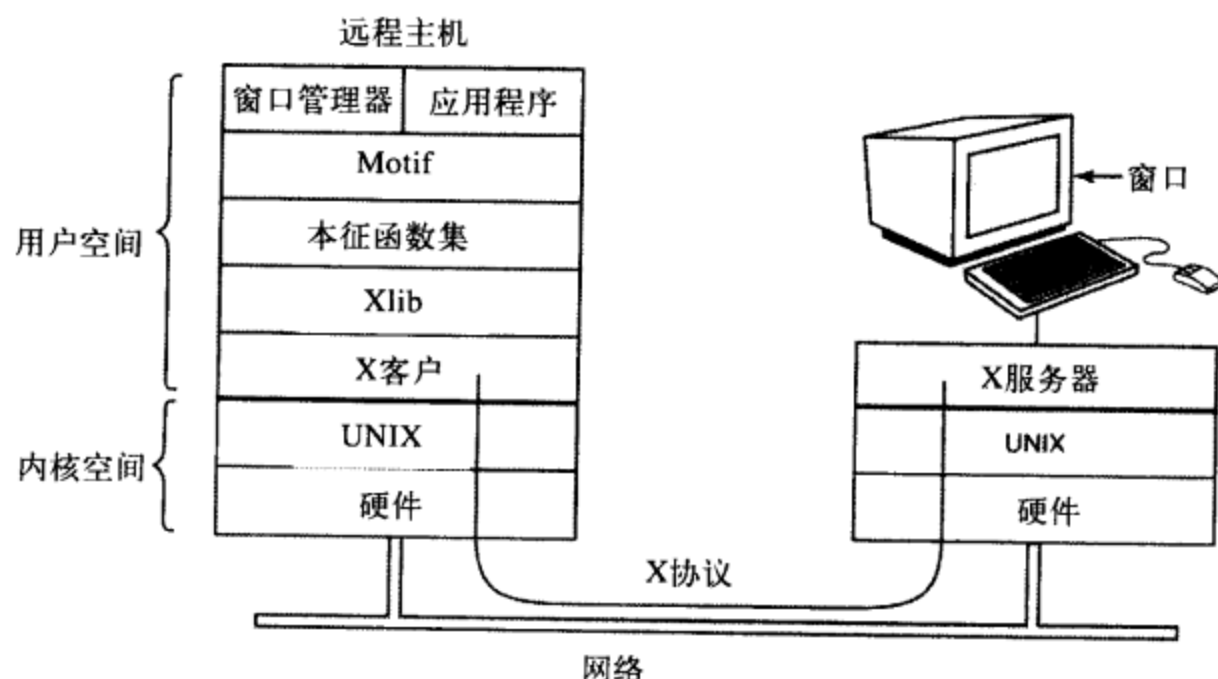 远程主机
窗口管理器 应用程序
Motif
本征函数集
Xlib
X客户
UNIX
硬件
用户空间
内核空间
窗口
X服务器
UNIX
硬件
X协议
网络